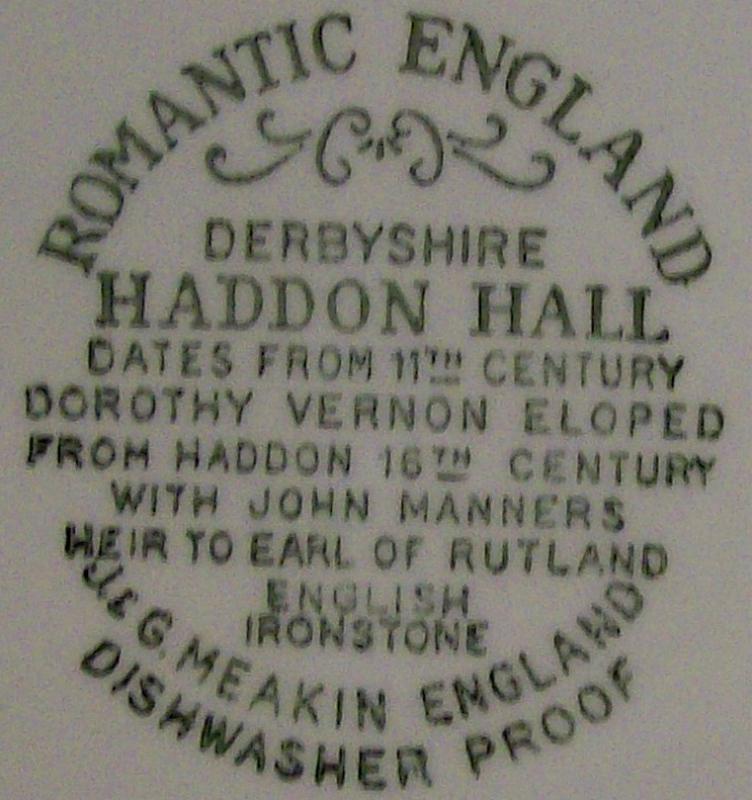 ROMANTIC ENGLAND
DERBYSHIRE
HADDON HALL
DATES FROM 11TH CENTURY
DOROTHY VERNON ELOPED
FROM HADDON 16TH CENTURY
WITH JOHN MANNERS
HEIR TO EARL OF RUTLAND
ENGLISH
IRONSTONE
J.& G. MEAKIN ENGLAND
DISHWASHER PROOF